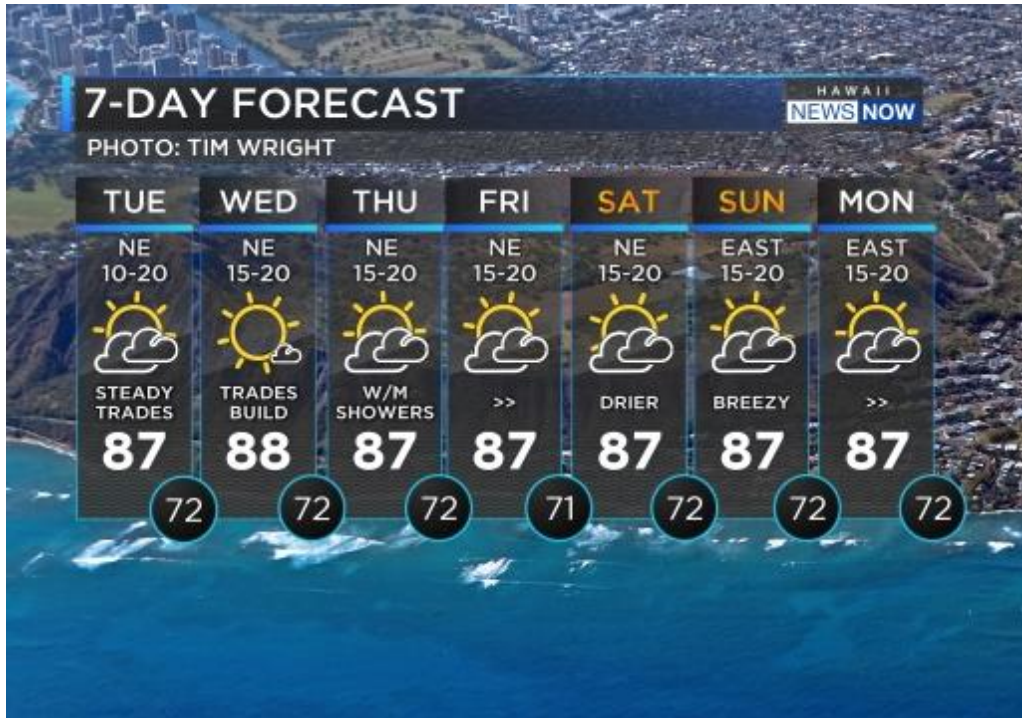 7-DAY FORECAST
HAWAII
NEWS NOW
PHOTO: TIM WRIGHT
TUE WED THU FRI SAT SUN MON
NE NE NE NE NE EAST EAST
10-20 15-20 15-20 15-20 15-20 15-20 15-20
STEADY TRADES W/M >> DRIER BREEZY >>
TRADES BUILD SHOWERS
87 88 87 87 87 87 87
72 72 72 71 72 72 72